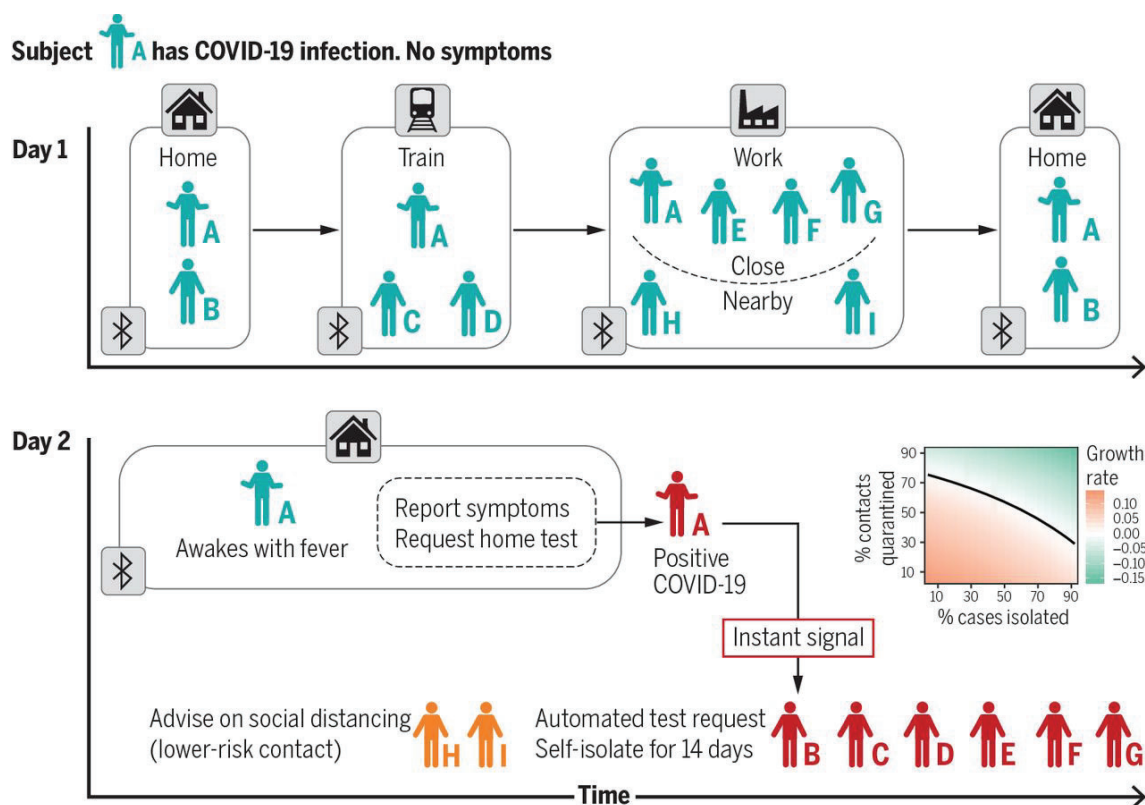 Subject A has COVID-19 infection. No symptoms
Day 1
Home
A
B
Train
A
C D
Work
A E F G
Close
Nearby
H I
Home
A
B
Day 2
A
Awakes with fever
Report symptoms
Request home test
A
Positive
COVID-19
Instant signal
% contacts
quarantined
90
70
50
30
10
10 30 50 70 90
% cases isolated
Growth
rate
0.10
0.05
0.00
−0.05
−0.10
−0.15
Advise on social distancing
(lower-risk contact)
H I
Automated test request
Self-isolate for 14 days
B C D E F G
Time